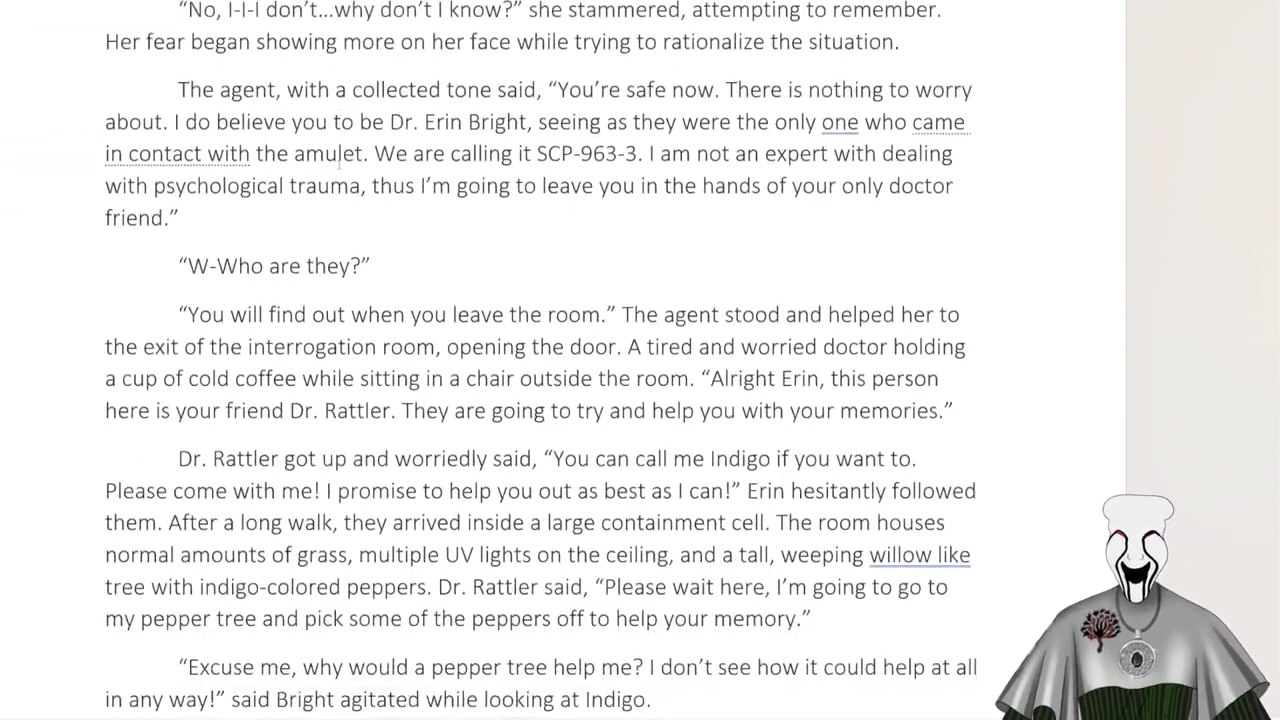 “No, I-I-I don’t…why don’t I know?” she stammered, attempting to remember.
Her fear began showing more on her face while trying to rationalize the situation.
The agent, with a collected tone said, “You’re safe now. There is nothing to worry
about. I do believe you to be Dr. Erin Bright, seeing as they were the only one who came
in contact with the amulet. We are calling it SCP-963-3. I am not an expert with dealing
with psychological trauma, thus I’m going to leave you in the hands of your only doctor
friend.”
“W-Who are they?”
“You will find out when you leave the room.” The agent stood and helped her to
the exit of the interrogation room, opening the door. A tired and worried doctor holding
a cup of cold coffee while sitting in a chair outside the room. “Alright Erin, this person
here is your friend Dr. Rattler. They are going to try and help you with your memories.”
Dr. Rattler got up and worriedly said, “You can call me Indigo if you want to.
Please come with me! I promise to help you out as best as I can!” Erin hesitantly followed
them. After a long walk, they arrived inside a large containment cell. The room houses
normal amounts of grass, multiple UV lights on the ceiling, and a tall, weeping willow like
tree with indigo-colored peppers. Dr. Rattler said, “Please wait here, I’m going to go to
my pepper tree and pick some of the peppers off to help your memory.”
“Excuse me, why would a pepper tree help me? I don’t see how it could help at all
in any way!” said Bright agitated while looking at Indigo.